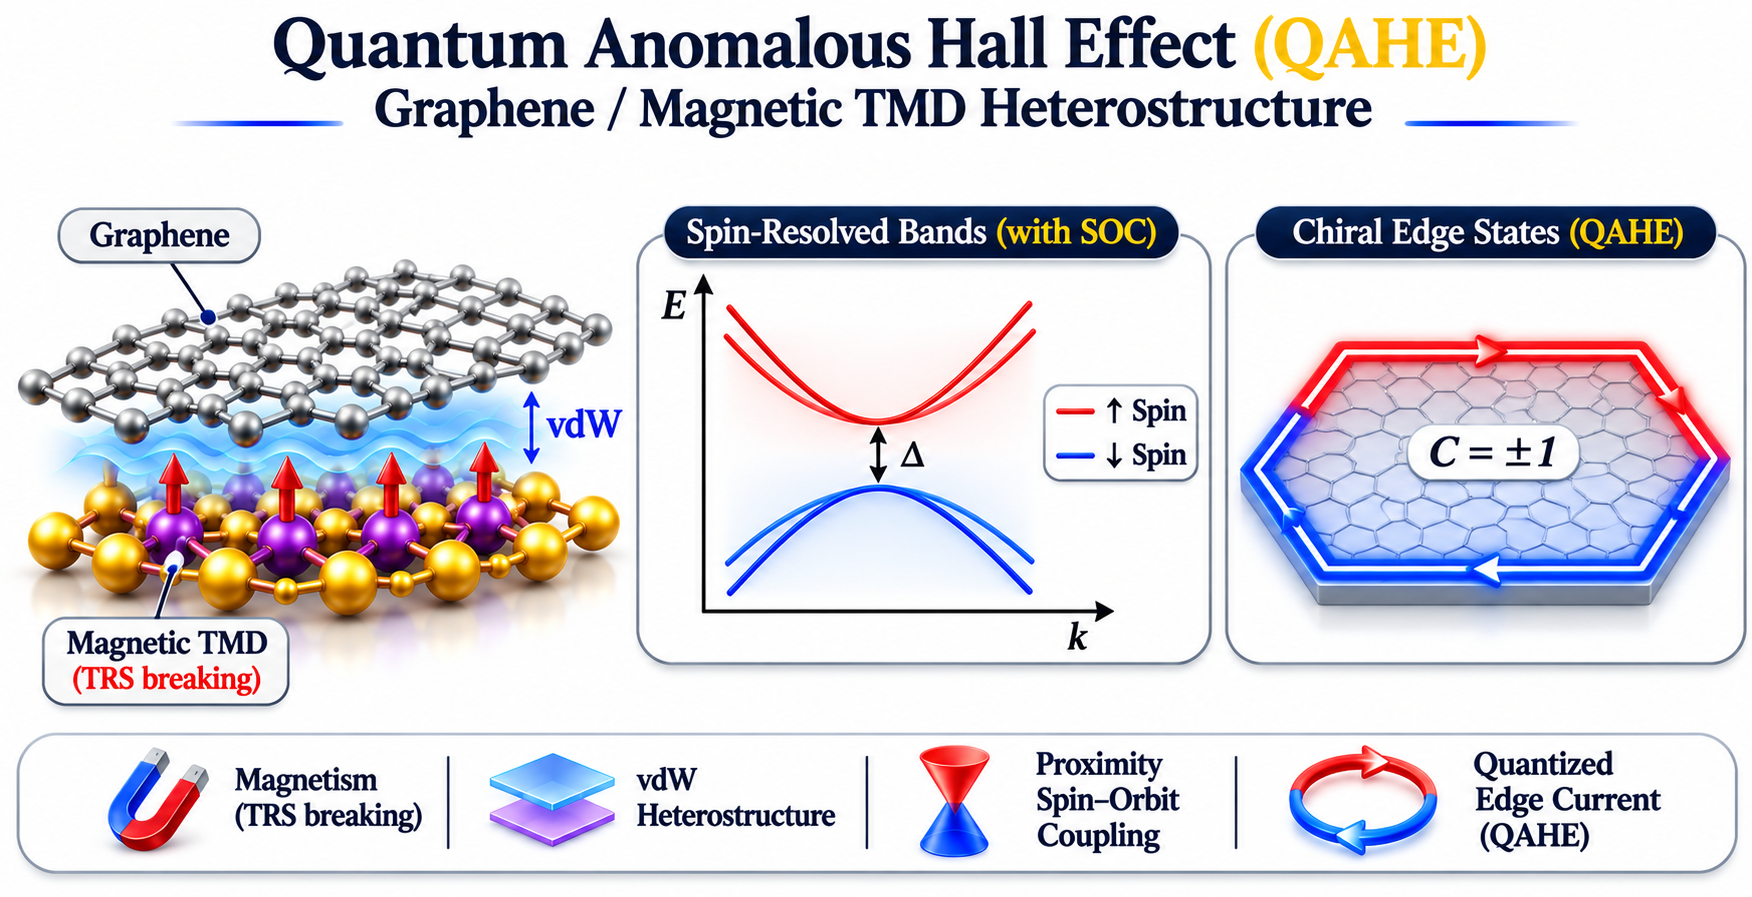 Quantum Anomalous Hall Effect (QAHE)
Graphene / Magnetic TMD Heterostructure
Graphene
vdW
Magnetic TMD
(TRS breaking)
Spin-Resolved Bands (with SOC)
E
Δ
k
↑ Spin
↓ Spin
Chiral Edge States (QAHE)
C = ±1
Magnetism
(TRS breaking)
vdW
Heterostructure
Proximity
Spin–Orbit
Coupling
Quantized
Edge Current
(QAHE)